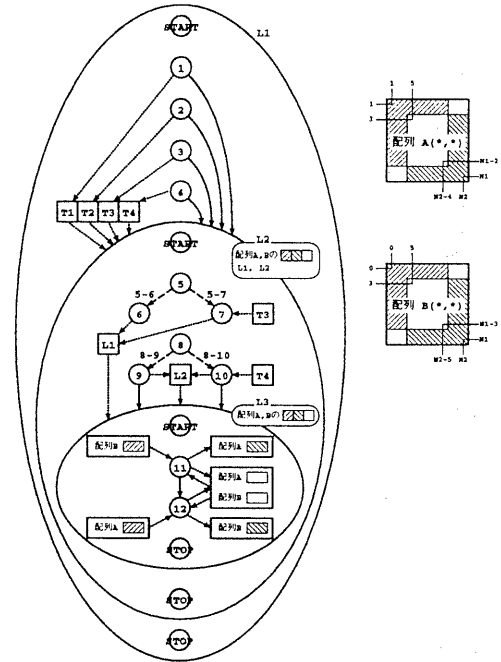 START
L1
1
2
3
4
T1 T2 T3 T4
START
L2
配列A,Bの
L1, L2
5
5-6 5-7
6 7 T3
L1
8
8-9 8-10
9 L2 10 T4
L3
配列A,Bの
START
配列B 配列A
11
配列A
配列B
12
配列A 配列B
STOP
STOP
STOP
1 5
1
3
配列 A(*,*)
N1-2
N1
N2-4 N2
0 5
0
3
配列 B(*,*)
N1-3
N1
N2-5 N2